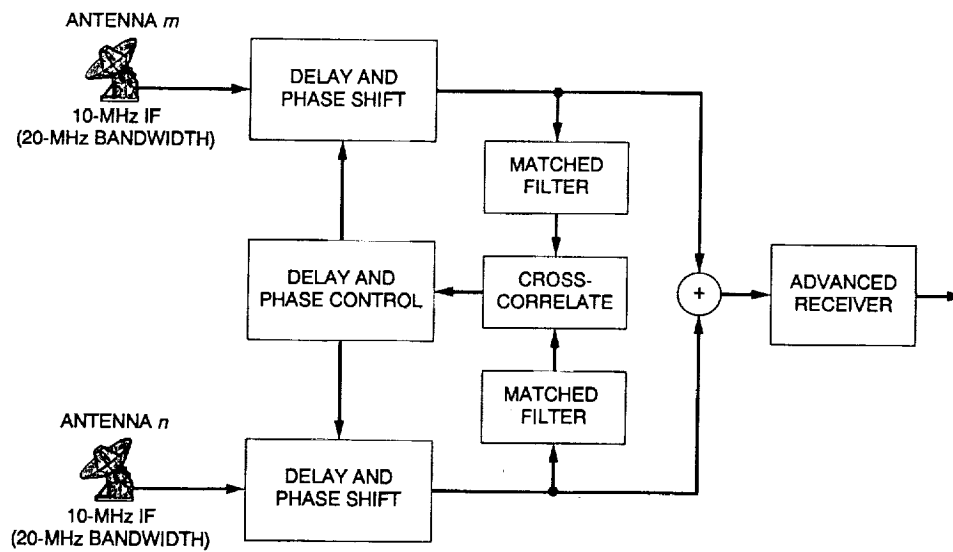 ANTENNA m
10-MHz IF
(20-MHz BANDWIDTH)
DELAY AND
PHASE SHIFT
MATCHED
FILTER
DELAY AND
PHASE CONTROL
CROSS-
CORRELATE
+
ADVANCED
RECEIVER
MATCHED
FILTER
ANTENNA n
10-MHz IF
(20-MHz BANDWIDTH)
DELAY AND
PHASE SHIFT